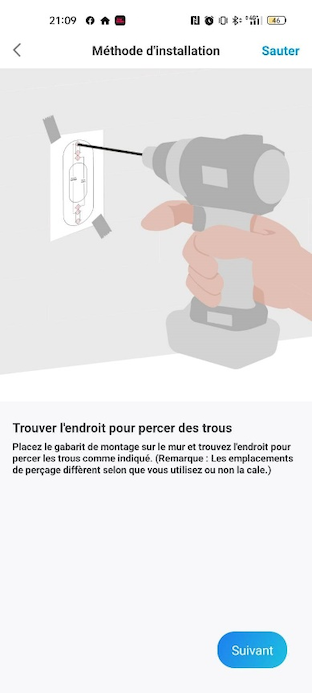 21:09
46
Méthode d'installation
Sauter
Trouver l'endroit pour percer des trous
Placez le gabarit de montage sur le mur et trouvez l'endroit pour
percer les trous comme indiqué. (Remarque : Les emplacements
de perçage diffèrent selon que vous utilisez ou non la cale.)
Suivant